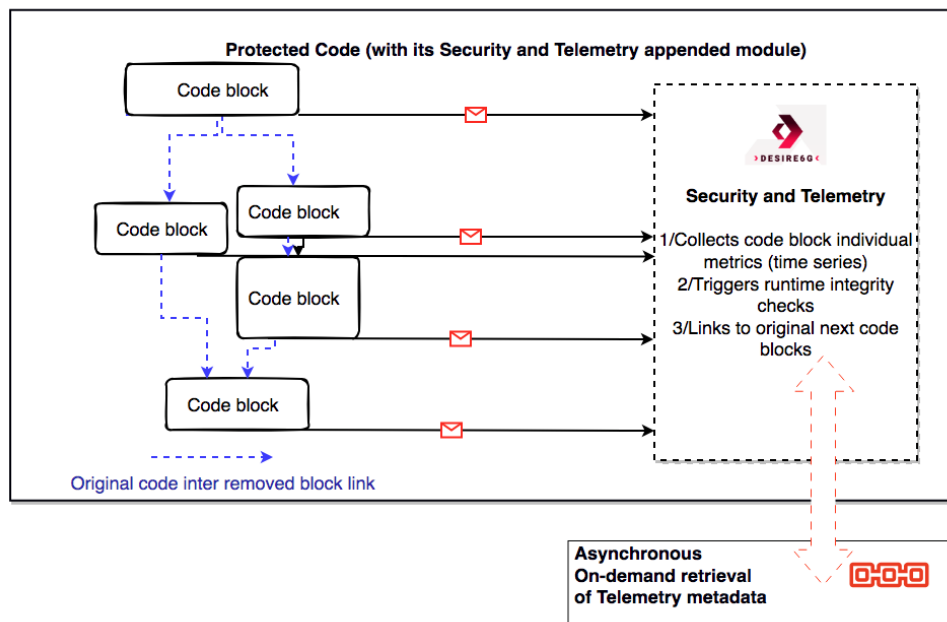 Protected Code (with its Security and Telemetry appended module)
Code block
Code block
Code block
Code block
Code block
Original code inter removed block link
DESIRE6G
Security and Telemetry
1/Collects code block individual
metrics (time series)
2/Triggers runtime integrity
checks
3/Links to original next code
blocks
Asynchronous
On-demand retrieval
of Telemetry metadata